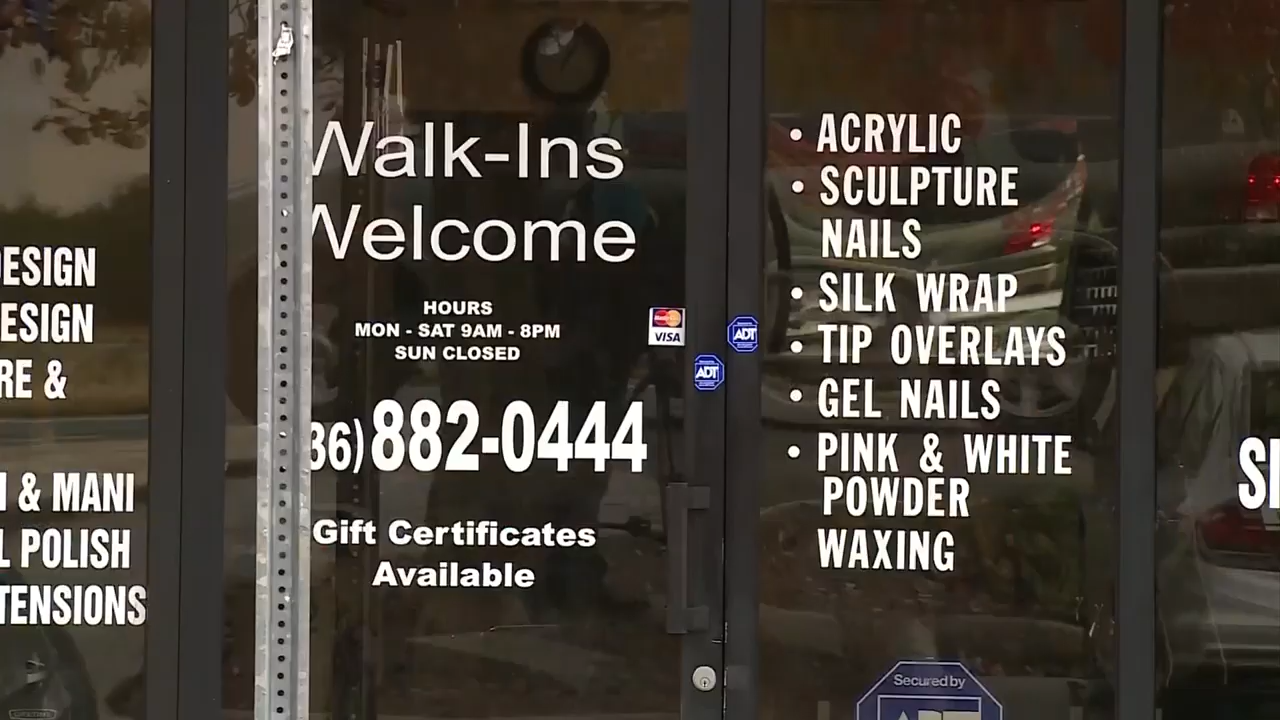 DESIGN
ESIGN
RE &
& MANI
POLISH
TENSIONS
Walk-Ins
Welcome
HOURS
MON - SAT 9AM - 8PM
SUN CLOSED
36) 882-0444
Gift Certificates
Available
MasterCard
VISA
ADT
ADT
• ACRYLIC
• SCULPTURE
NAILS
• SILK WRAP
• TIP OVERLAYS
• GEL NAILS
• PINK & WHITE
POWDER
WAXING
Secured by
ADT